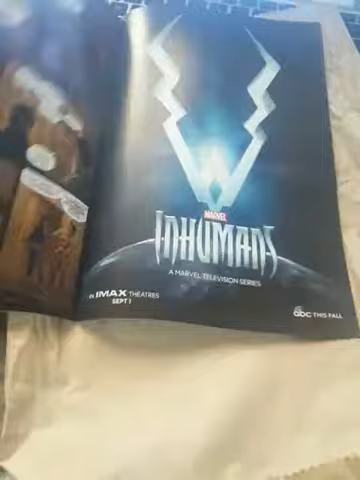 MARVEL
INHUMANS
A MARVEL TELEVISION SERIES
IN IMAX THEATRES
SEPT 1
abc THIS FALL